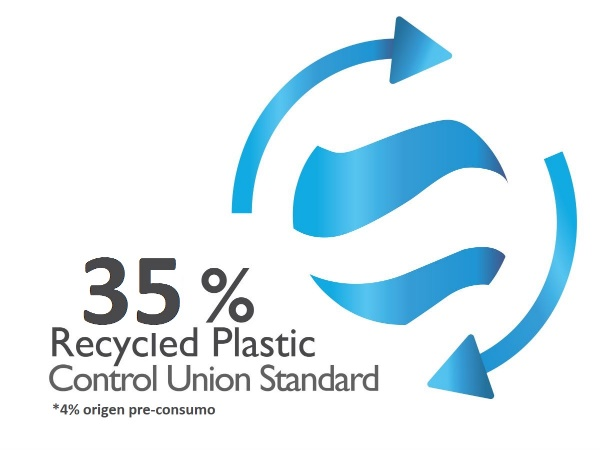 35 %
Recycled Plastic
Control Union Standard
*4% origen pre-consumo